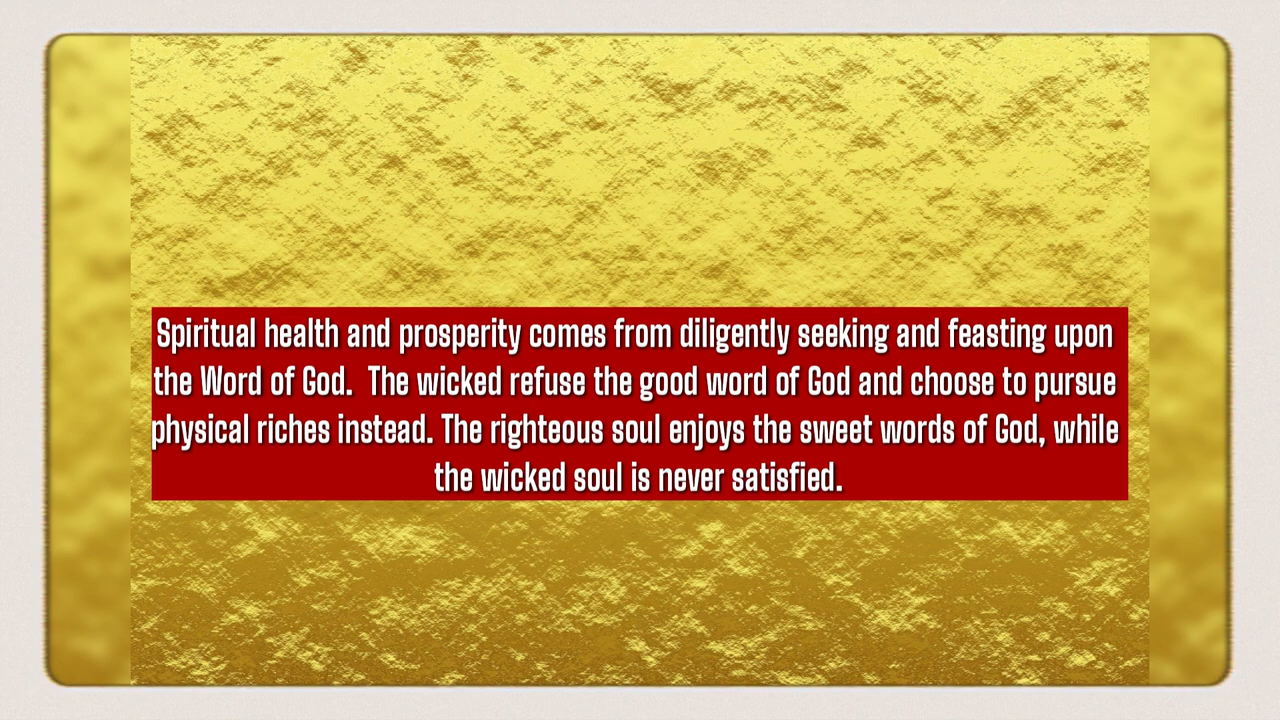 Spiritual health and prosperity comes from diligently seeking and feasting upon
the Word of God.  The wicked refuse the good word of God and choose to pursue
physical riches instead. The righteous soul enjoys the sweet words of God, while
the wicked soul is never satisfied.